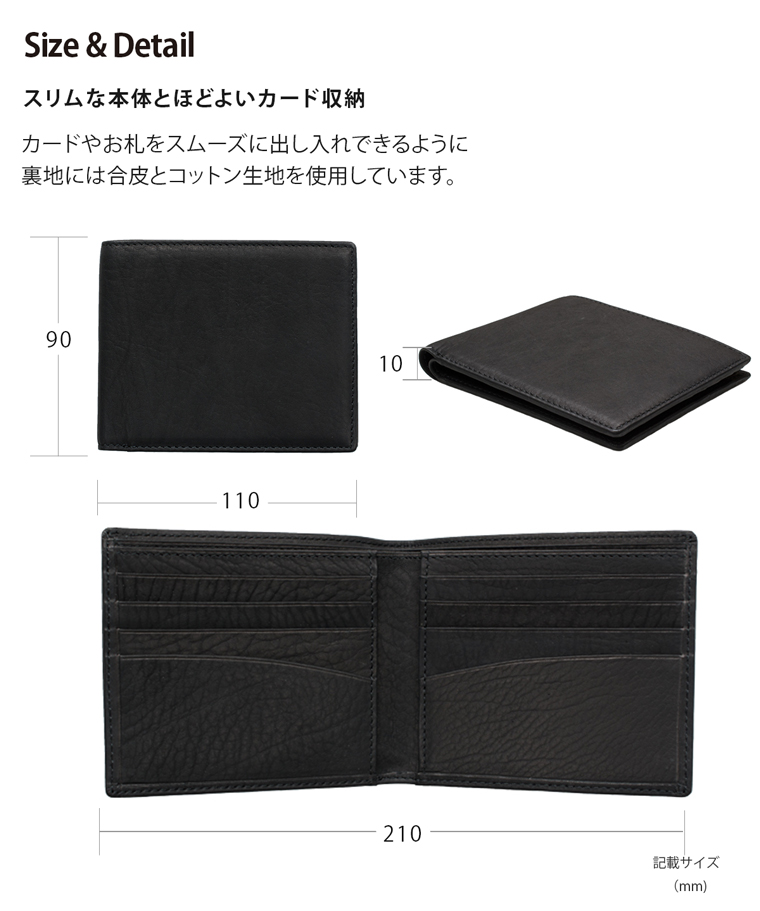 Size & Detail
スリムな本体とほどよいカード収納
カードやお札をスムーズに出し入れできるように
裏地には合皮とコットン生地を使用しています。
90
10
110
210
記載サイズ
（mm）